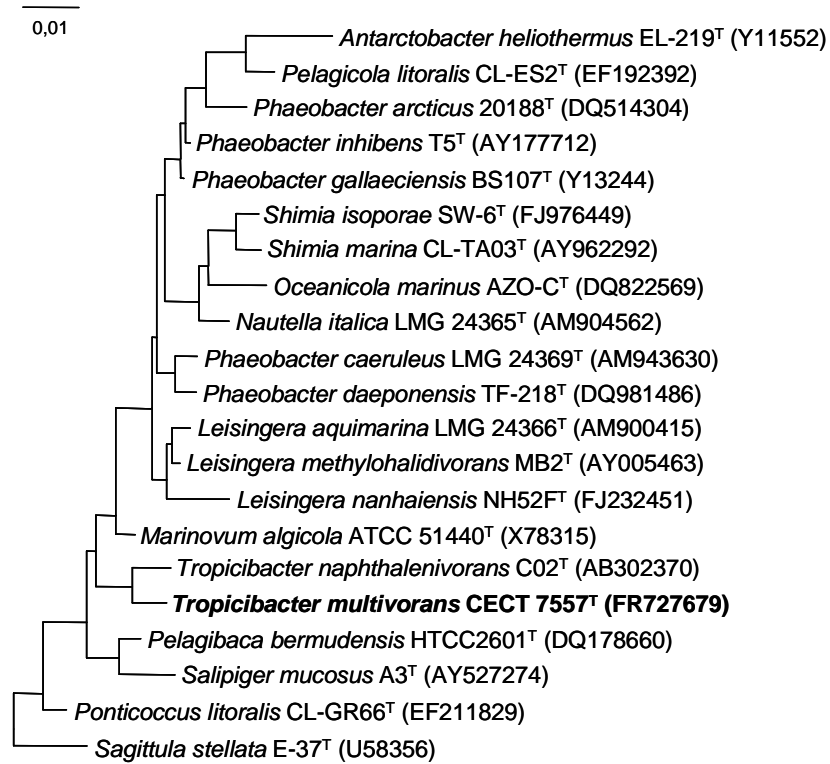 0,01
Antarctobacter heliothermus EL-219ᵀ (Y11552)
Pelagicola litoralis CL-ES2ᵀ (EF192392)
Phaeobacter arcticus 20188ᵀ (DQ514304)
Phaeobacter inhibens T5ᵀ (AY177712)
Phaeobacter gallaeciensis BS107ᵀ (Y13244)
Shimia isoporae SW-6ᵀ (FJ976449)
Shimia marina CL-TA03ᵀ (AY962292)
Oceanicola marinus AZO-Cᵀ (DQ822569)
Nautella italica LMG 24365ᵀ (AM904562)
Phaeobacter caeruleus LMG 24369ᵀ (AM943630)
Phaeobacter daeponensis TF-218ᵀ (DQ981486)
Leisingera aquimarina LMG 24366ᵀ (AM900415)
Leisingera methylohalidivorans MB2ᵀ (AY005463)
Leisingera nanhaiensis NH52Fᵀ (FJ232451)
Marinovum algicola ATCC 51440ᵀ (X78315)
Tropicibacter naphthalenivorans C02ᵀ (AB302370)
Tropicibacter multivorans CECT 7557ᵀ (FR727679)
Pelagibaca bermudensis HTCC2601ᵀ (DQ178660)
Salipiger mucosus A3ᵀ (AY527274)
Ponticoccus litoralis CL-GR66ᵀ (EF211829)
Sagittula stellata E-37ᵀ (U58356)